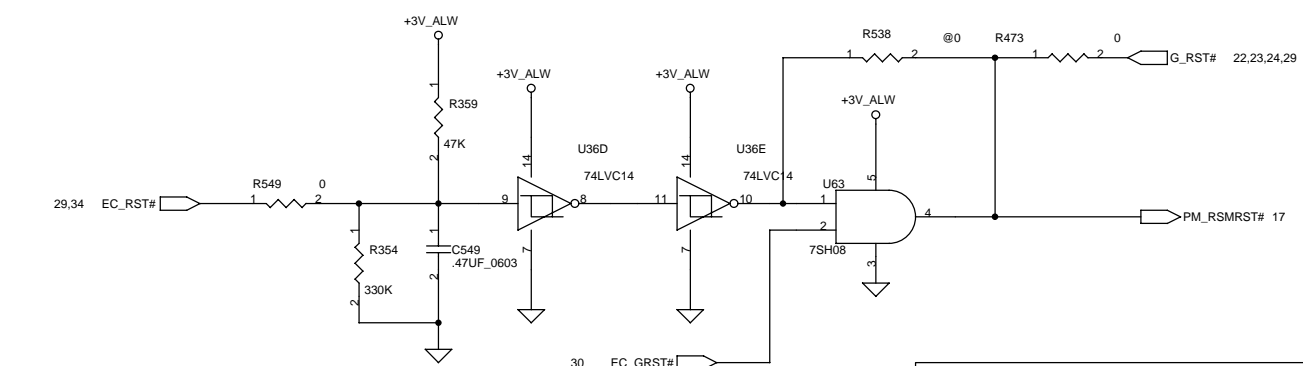 +3V_ALW
R538
@0
R473
0
1
2
1
2
G_RST#
22,23,24,29
+3V_ALW
+3V_ALW
1
R359
47K
2
+3V_ALW
14
U36D
74LVC14
14
U36E
74LVC14
5
U63
R549
0
29,34
EC_RST#
1
2
9
8
11
10
1
2
4
PM_RSMRST#
17
7SH08
1
R354
330K
2
1
C549
.47UF_0603
2
7
7
3
30
EC_GRST#